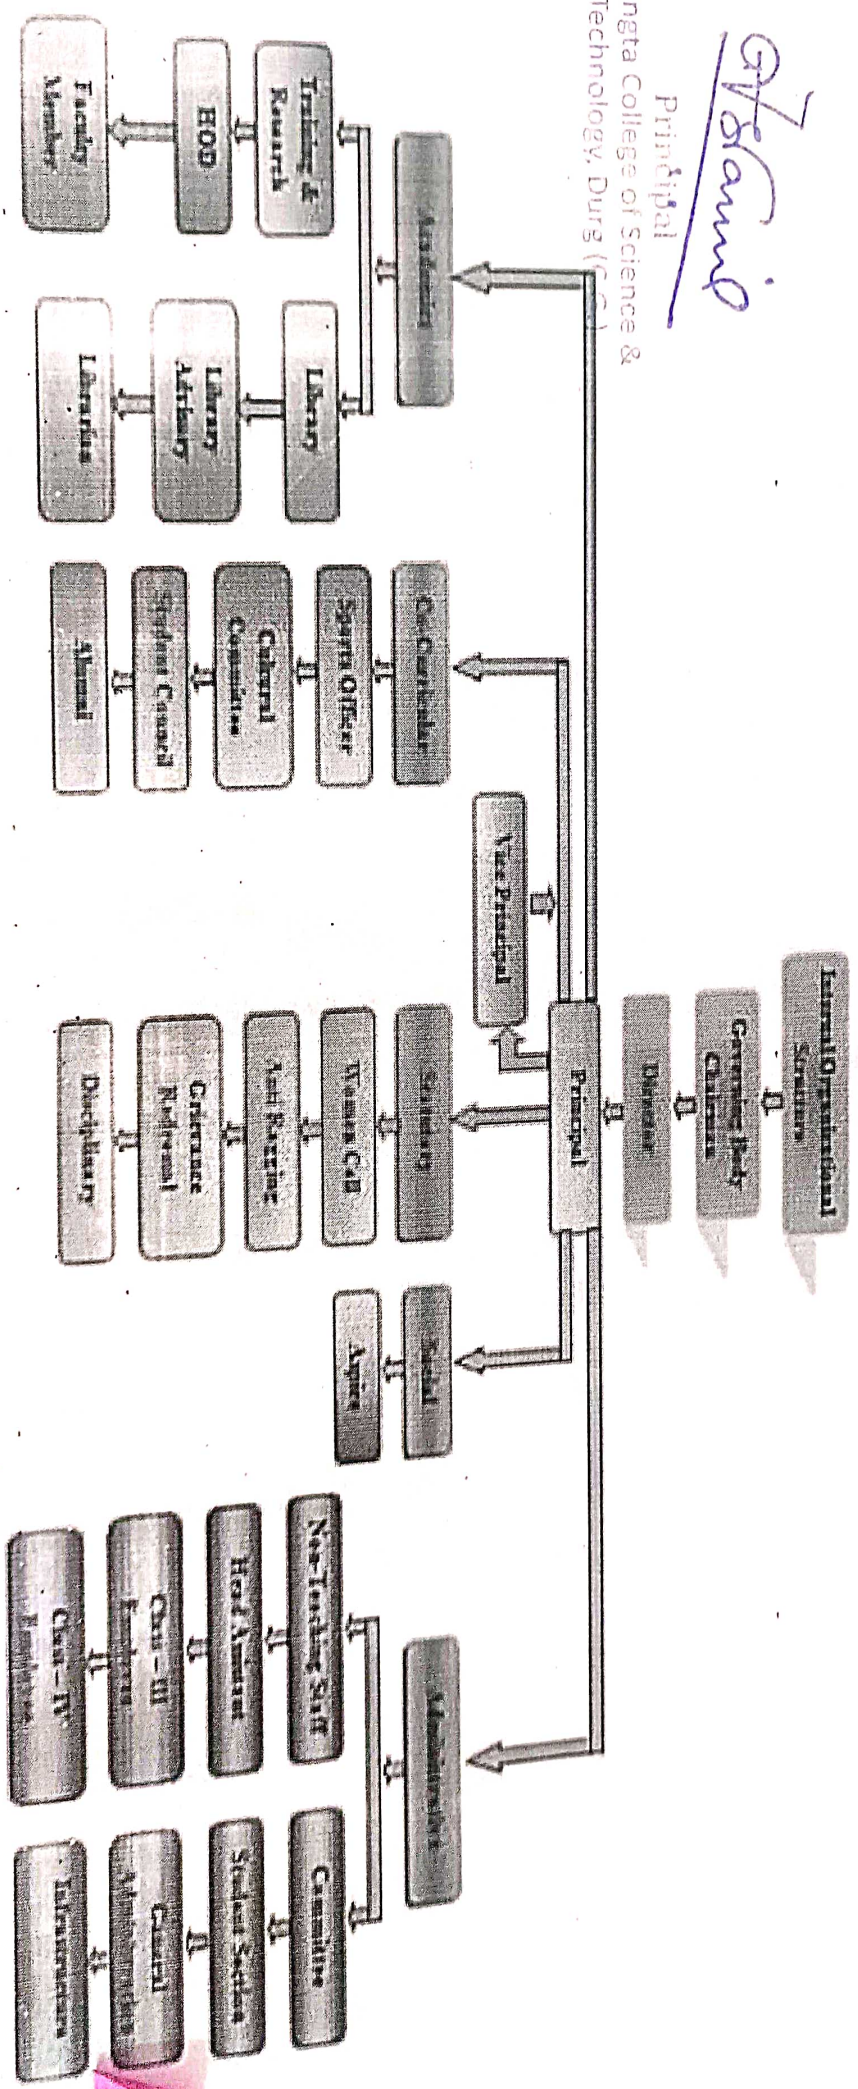 Internal Organizational
Structure
Governing Body
Chairman
Director
Principal
Vice Principal
Academics
Training &
Research
HOD
Faculty
Member
Library
Library
Advisory
Librarian
Co-Curricular
Sports Officer
Cultural
Committee
Student Council
Alumni
Statutory
Women Cell
Anti Ragging
Grievance
Redressal
Disciplinary
Social
Administrative
Non-Teaching Staff
Head Assistant
Class - III
Employees
Class - IV
Employees
Committee
Student Section
General
Administration
Infrastructure
Principal
ngta College of Science &
Technology, Durg (C.G.)